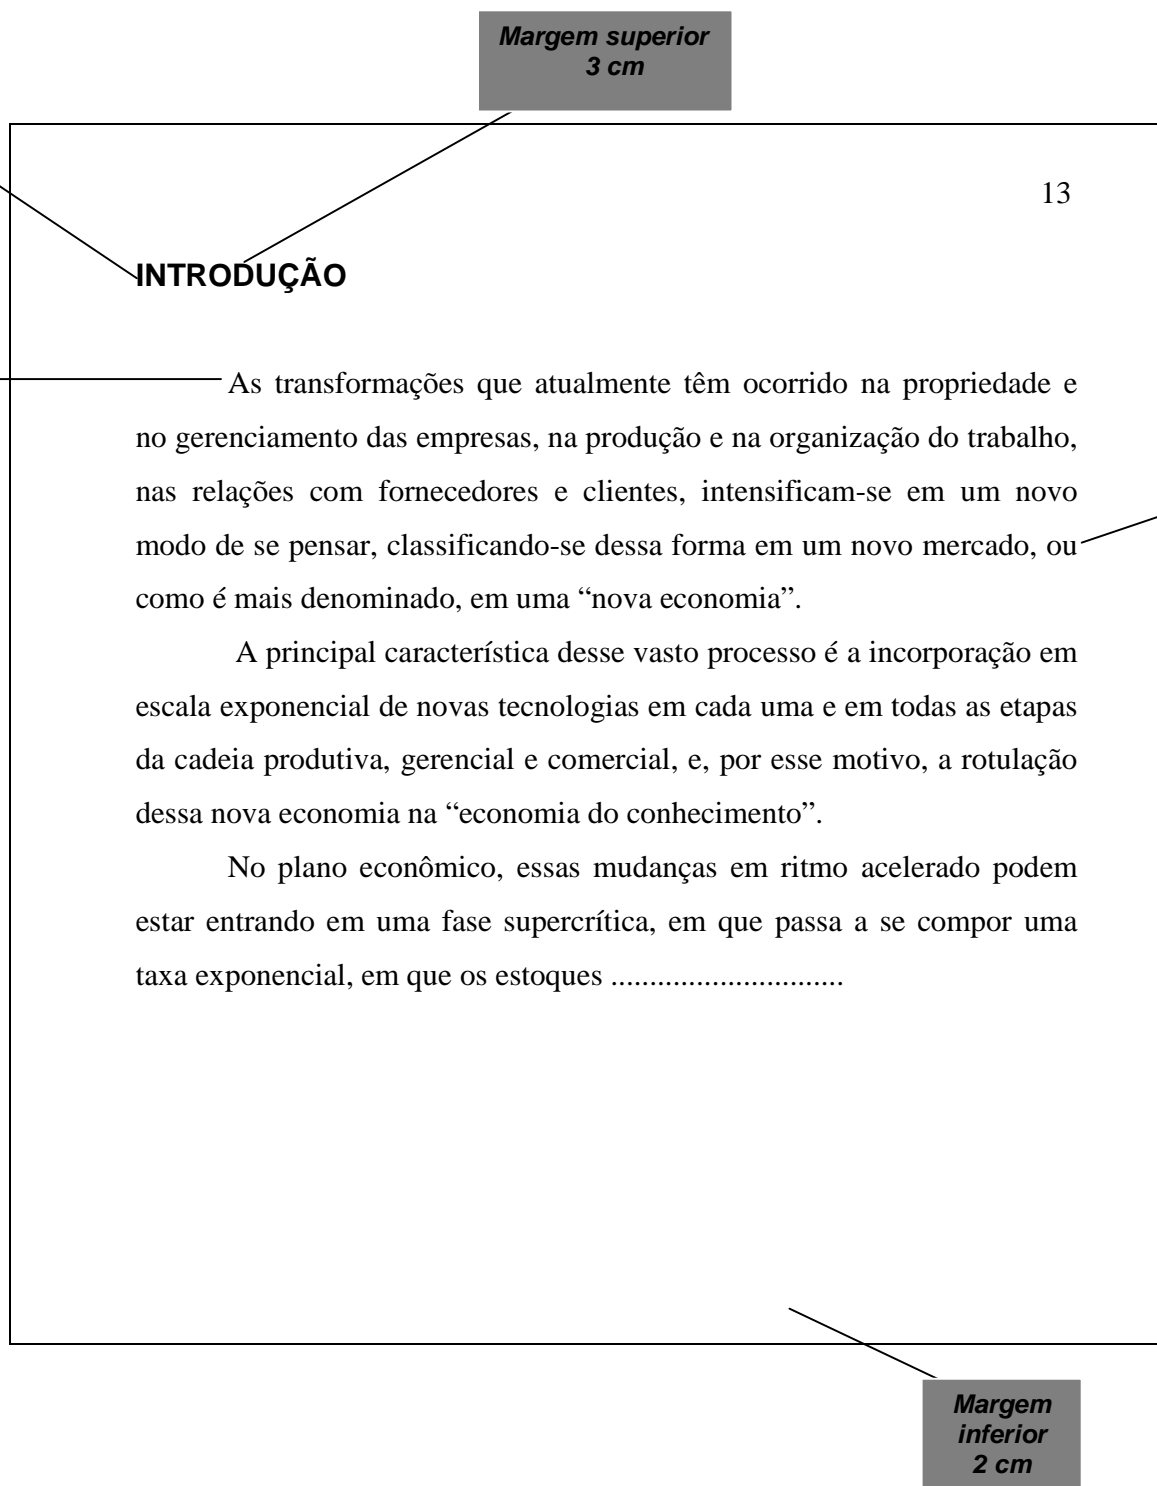 Margem superior
3 cm
13
INTRODUÇÃO
As transformações que atualmente têm ocorrido na propriedade e
no gerenciamento das empresas, na produção e na organização do trabalho,
nas relações com fornecedores e clientes, intensificam-se em um novo
modo de se pensar, classificando-se dessa forma em um novo mercado, ou
como é mais denominado, em uma “nova economia”.
A principal característica desse vasto processo é a incorporação em
escala exponencial de novas tecnologias em cada uma e em todas as etapas
da cadeia produtiva, gerencial e comercial, e, por esse motivo, a rotulação
dessa nova economia na “economia do conhecimento”.
No plano econômico, essas mudanças em ritmo acelerado podem
estar entrando em uma fase supercrítica, em que passa a se compor uma
taxa exponencial, em que os estoques ..............................
Margem
inferior
2 cm